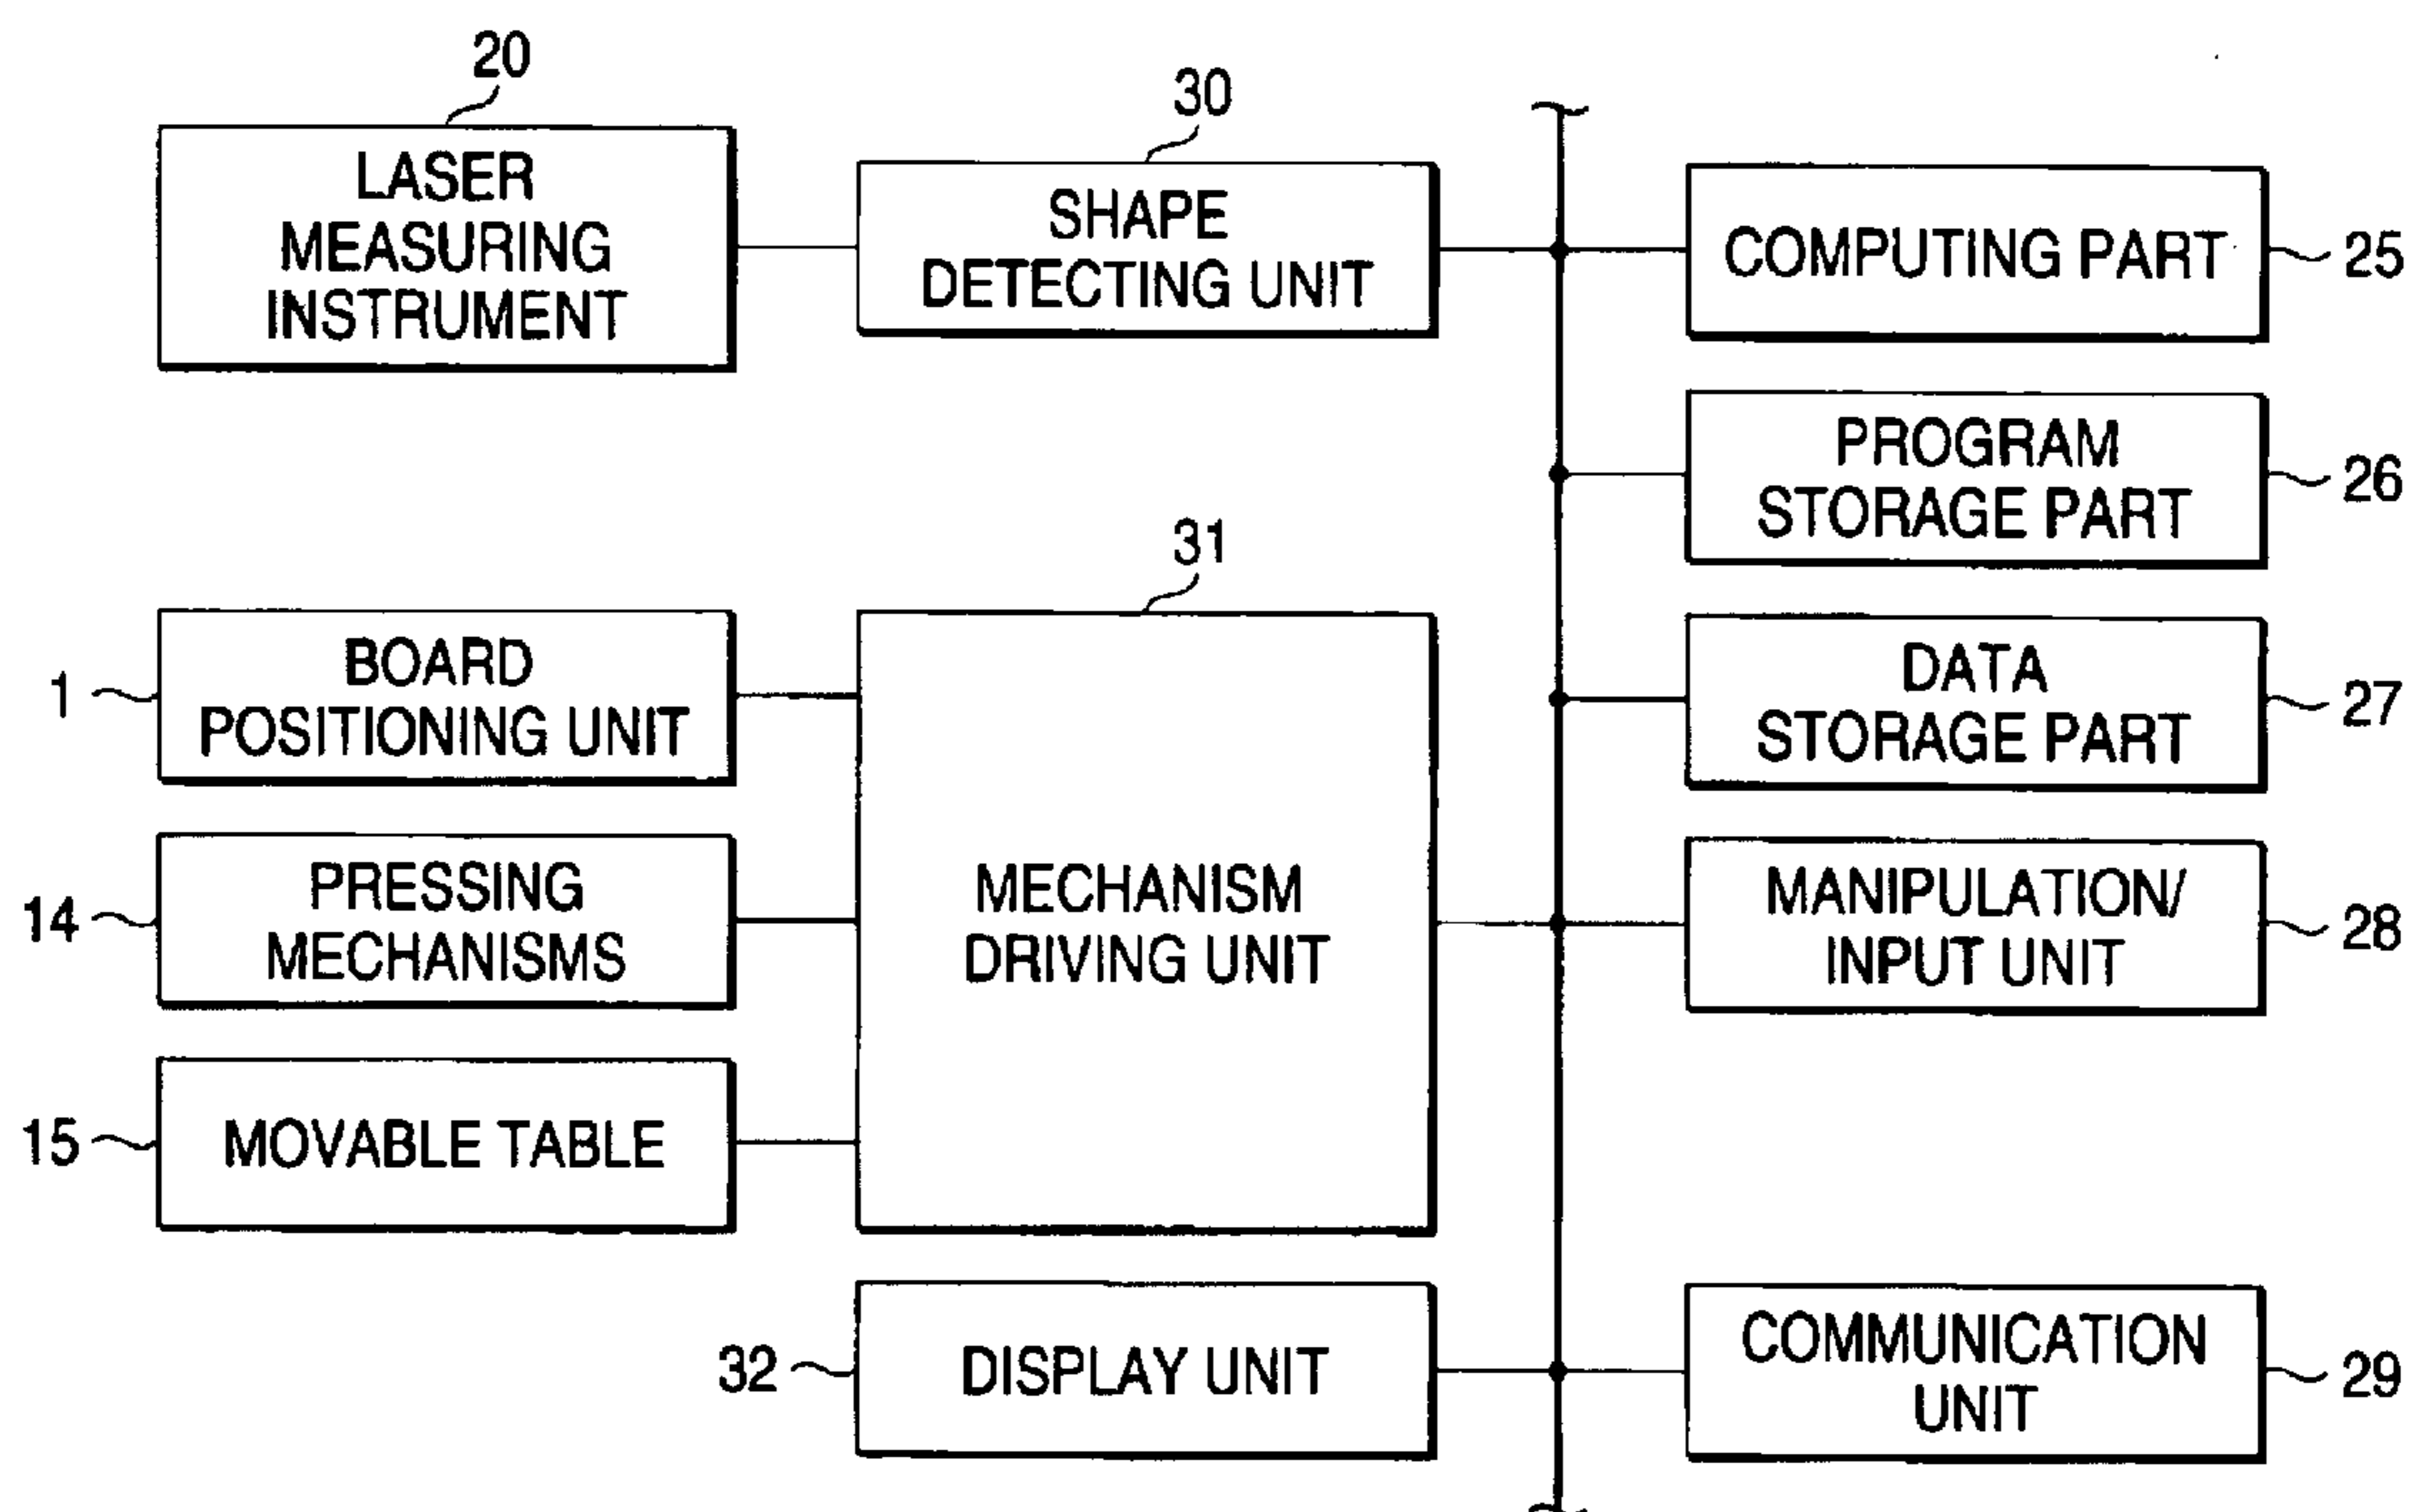 20
LASER
MEASURING
INSTRUMENT
30
SHAPE
DETECTING UNIT
COMPUTING PART
25
PROGRAM
STORAGE PART
26
31
1
BOARD
POSITIONING UNIT
DATA
STORAGE PART
27
14
PRESSING
MECHANISMS
MECHANISM
DRIVING UNIT
MANIPULATION/
INPUT UNIT
28
15
MOVABLE TABLE
32
DISPLAY UNIT
COMMUNICATION
UNIT
29